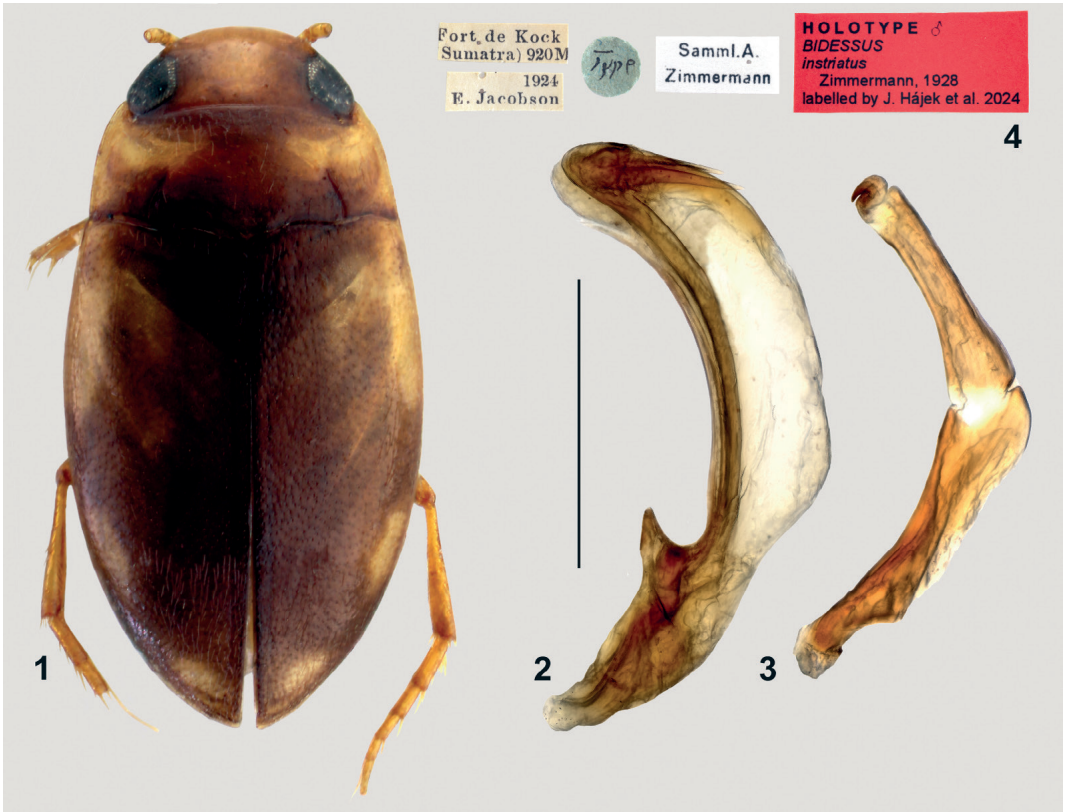 Fort de Kock
Sumatra) 920M
1924
E. Jacobson
Type
Samml.A.
Zimmermann
HOLOTYPE ♂
BIDESSUS
instriatus
Zimmermann, 1928
labelled by J. Hájek et al. 2024
4
1
2
3